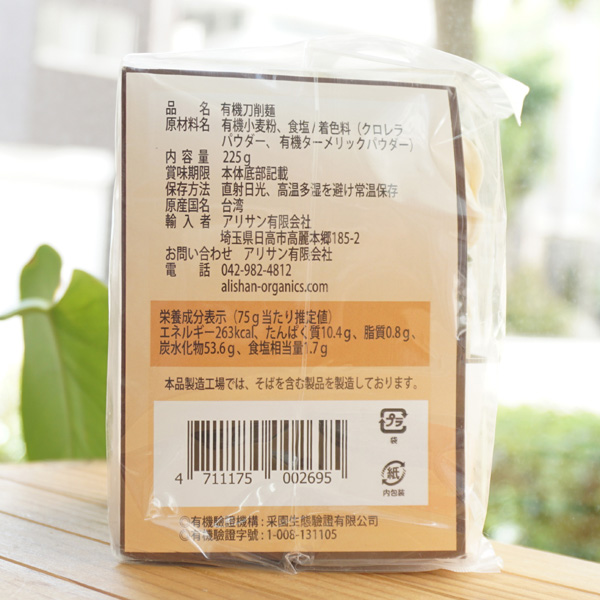 品　名　有機刀削麺
原材料名　有機小麦粉、食塩 / 着色料（クロレラ
パウダー、有機ターメリックパウダー）
内 容 量　225g
賞味期限　本体底部記載
保存方法　直射日光、高温多湿を避け常温保存
原産国名　台湾
輸 入 者　アリサン有限会社
埼玉県日高市高麗本郷185-2
お問い合わせ　アリサン有限会社
電　話　042-982-4812
alishan-organics.com
栄養成分表示（75g当たり推定値）
エネルギー263kcal、たんぱく質10.4g、脂質0.8g、
炭水化物53.6g、食塩相当量1.7g
本品製造工場では、そばを含む製品を製造しております。
プラ
袋
紙
内包装
4 711175 002695
有機驗證機構：采園生態驗證有限公司
有機驗證字號：1-008-131105